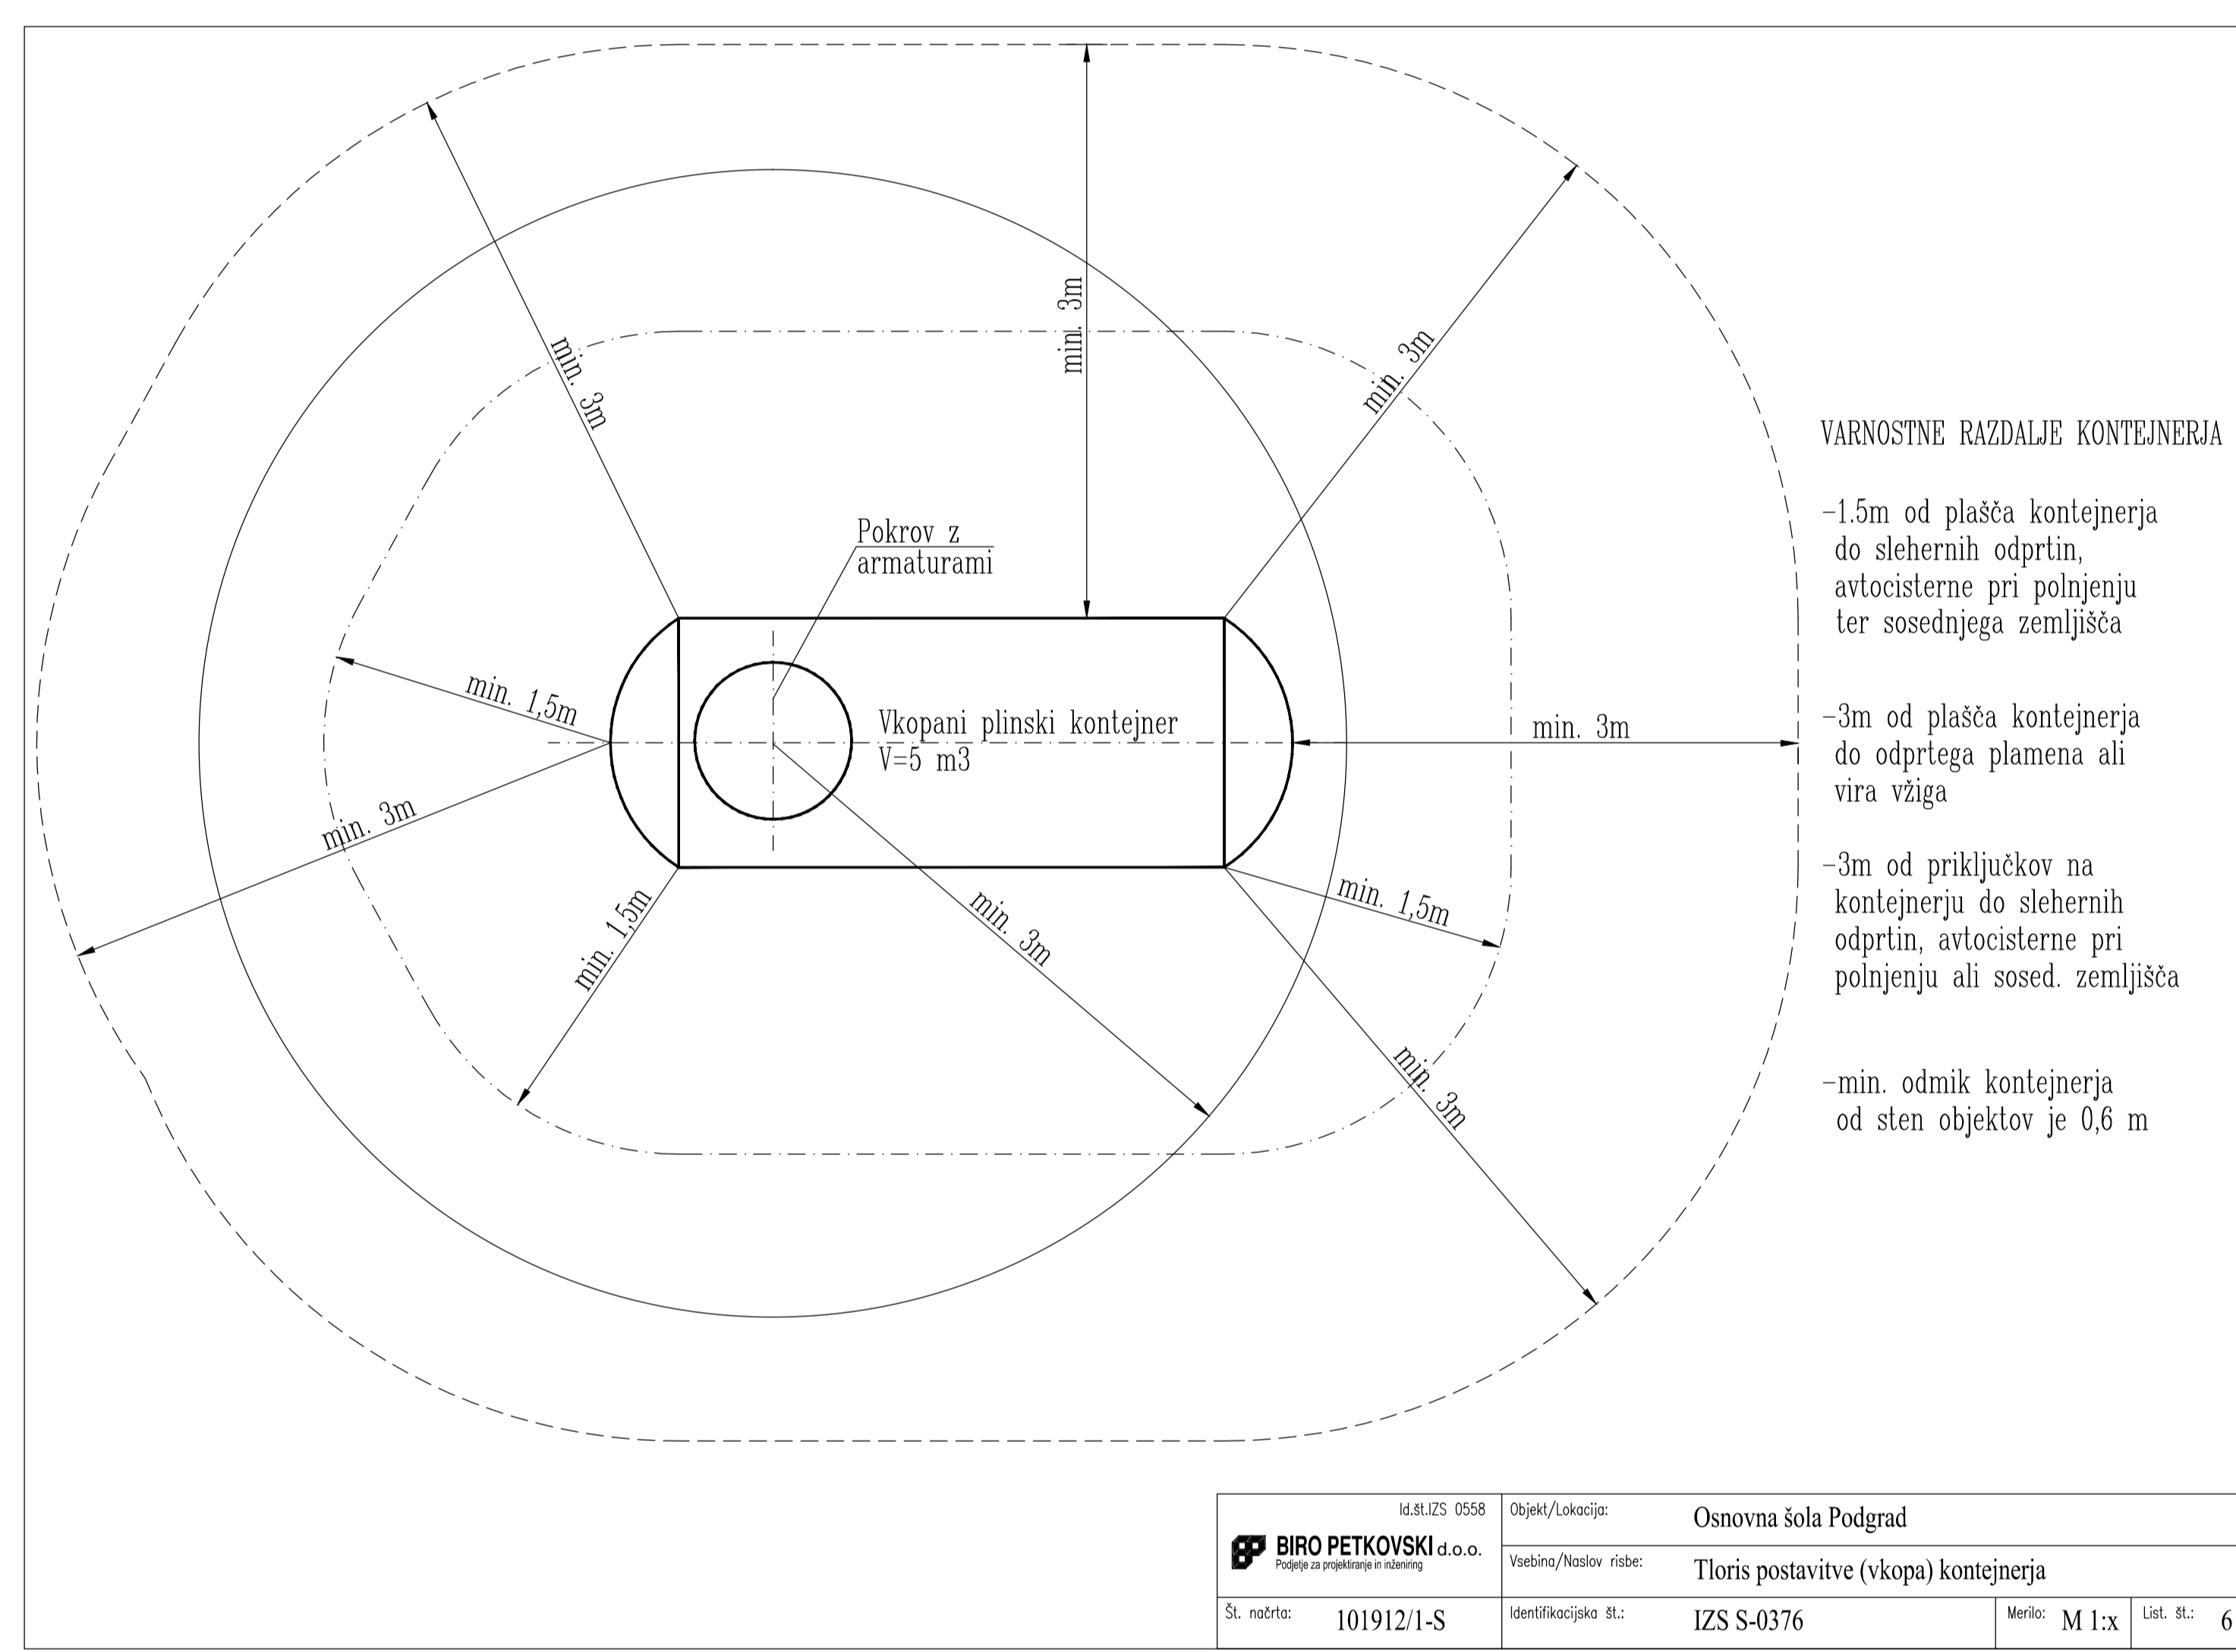 min. 3m
min. 3m
min. 3m
VARNOSTNE RAZDALJE KONTEJNERJA
-1.5m od plašča kontejnerja
do slehernih odprtin,
avtocisterne pri polnjenju
ter sosednjega zemljišča
-3m od plašča kontejnerja
do odprtega plamena ali
vira vžiga
-3m od priključkov na
kontejnerju do slehernih
odprtin, avtocisterne pri
polnjenju ali sosed. zemljišča
-min. odmik kontejnerja
od sten objektov je 0,6 m
Pokrov z
armaturami
min. 1,5m
Vkopani plinski kontejner
V=5 m3
min. 3m
min. 3m
min. 1,5m
min. 3m
min. 1,5m
min. 3m
Id.št.IZS 0558
BIRO PETKOVSKI d.o.o.
Podjetje za projektiranje in inženiring
Objekt/Lokacija: Osnovna šola Podgrad
Vsebina/Naslov risbe: Tloris postavitve (vkopa) kontejnerja
Št. načrta: 101912/1-S
Identifikacijska št.: IZS S-0376
Merilo: M 1:x
List. št.: 6